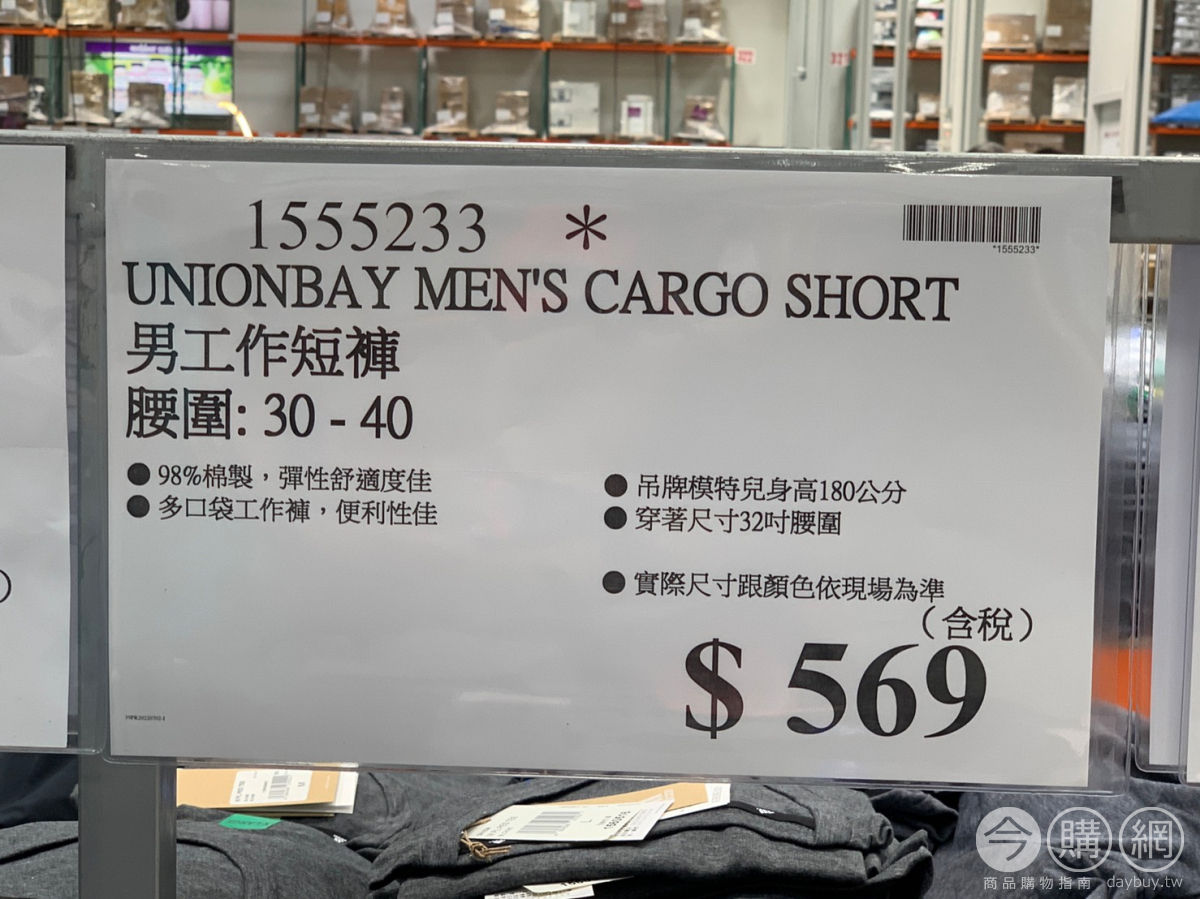 1555233 *
*1555233*
UNIONBAY MEN'S CARGO SHORT
男工作短褲
腰圍: 30 - 40
● 98%棉製，彈性舒適度佳
● 多口袋工作褲，便利性佳
● 吊牌模特兒身高180公分
● 穿著尺寸32吋腰圍
● 實際尺寸跟顏色依現場為準
（含稅）
$ 569
今購網
商品購物指南 daybuy.tw